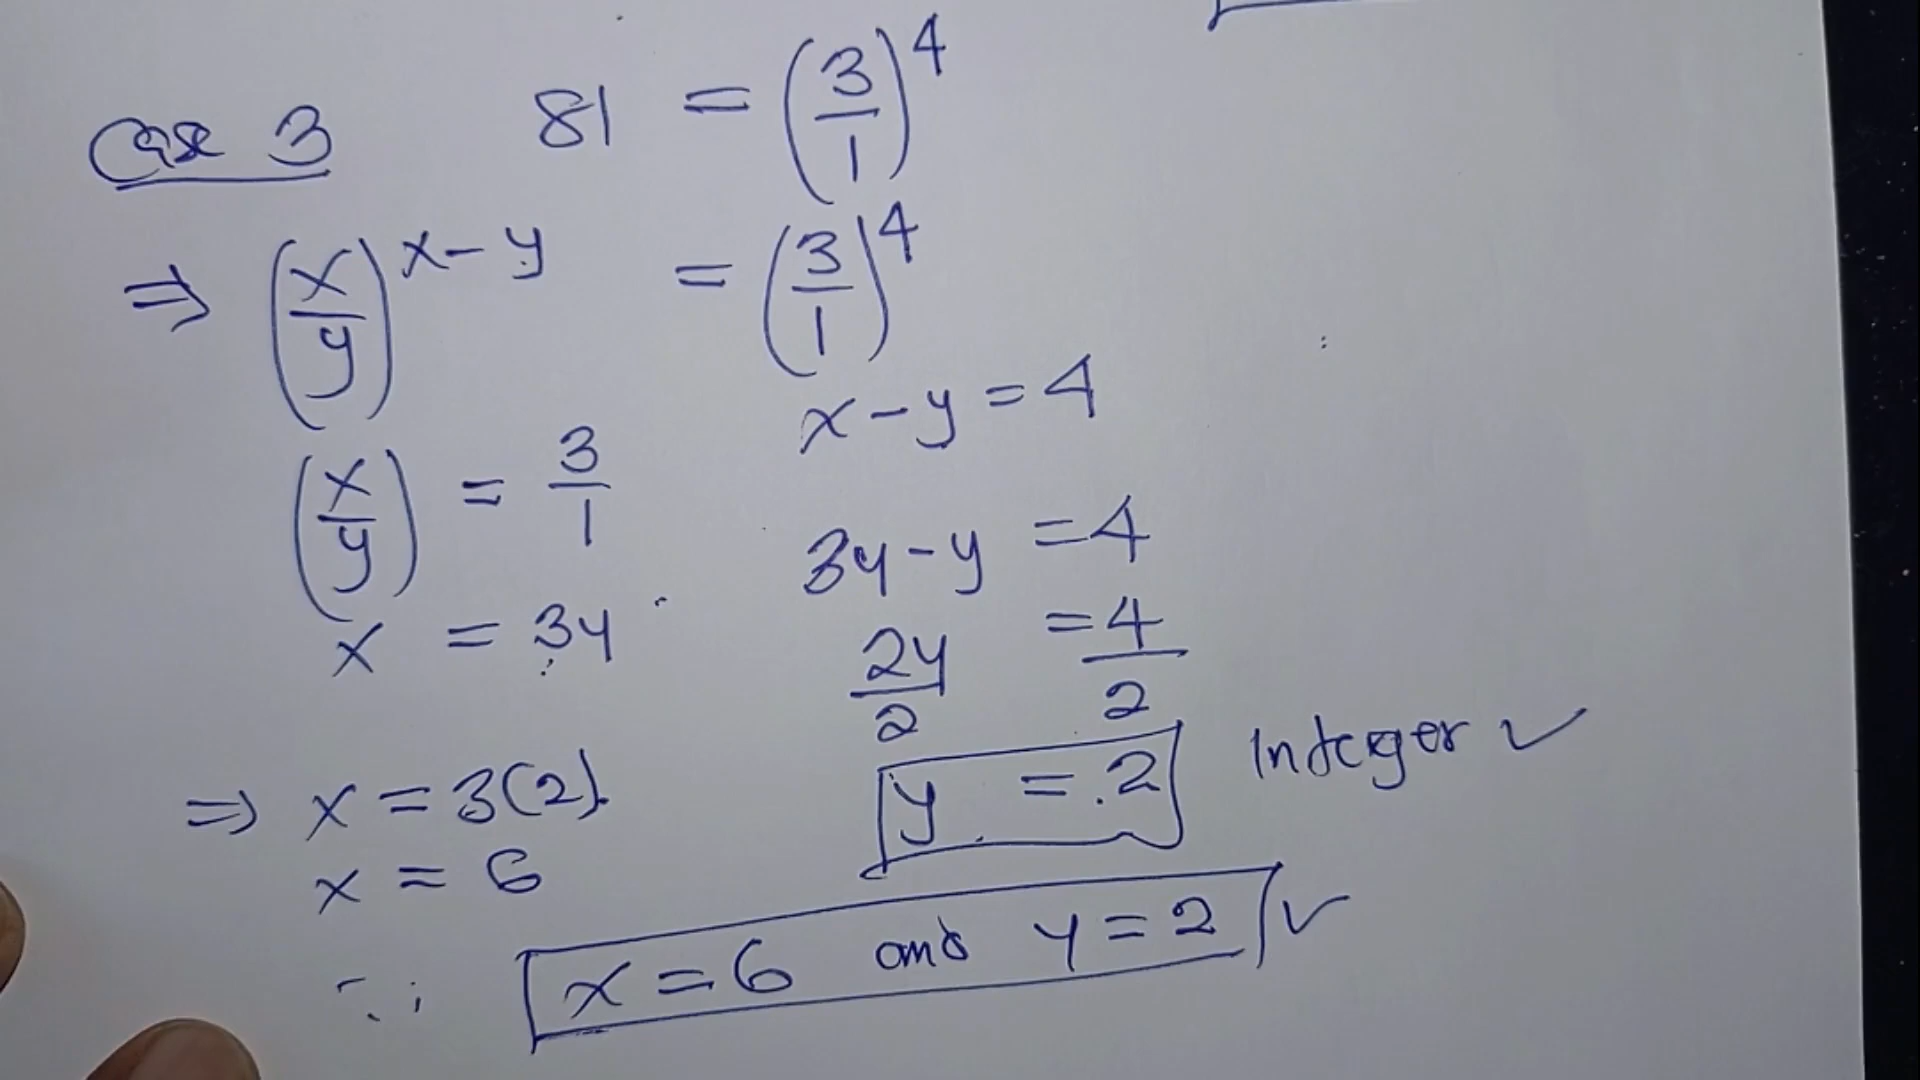 Case 3 81 = (3/1)^4
⇒ (x/y)^x-y = (3/1)^4
x-y=4
(x/y) = 3/1
3y-y =4
x = 3y
2y/2 =4/2
y = 2 Integer ✓
⇒ x = 3(2)
x = 6
∴ x = 6 and y = 2 ✓